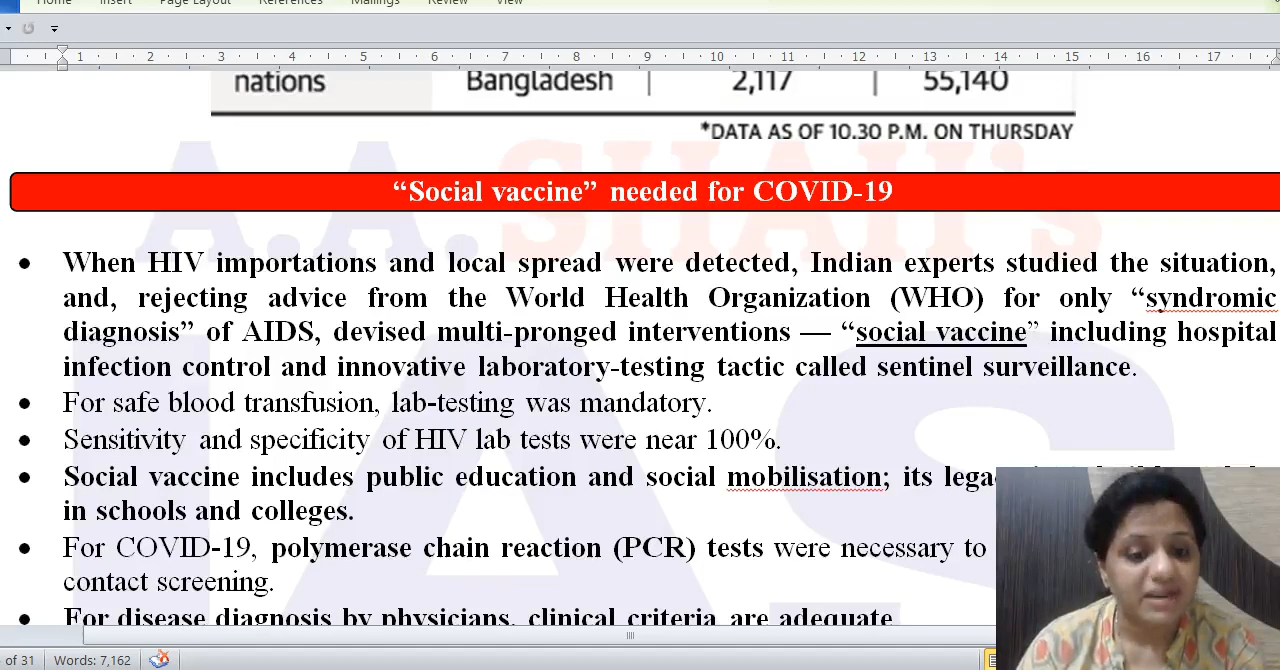 Home Insert Page Layout References Mailings Review View
1 2 3 4 5 6 7 8 9 10 11 12 13 14 15 16 17
nations Bangladesh 2,117 55,140
*DATA AS OF 10.30 P.M. ON THURSDAY
A.A.SHAH's
IAS
“Social vaccine” needed for COVID-19
• When HIV importations and local spread were detected, Indian experts studied the situation,
and, rejecting advice from the World Health Organization (WHO) for only “syndromic
diagnosis” of AIDS, devised multi-pronged interventions — “social vaccine” including hospital
infection control and innovative laboratory-testing tactic called sentinel surveillance.
• For safe blood transfusion, lab-testing was mandatory.
• Sensitivity and specificity of HIV lab tests were near 100%.
• Social vaccine includes public education and social mobilisation; its
in schools and colleges.
• For COVID-19, polymerase chain reaction (PCR) tests were necessary to
contact screening.
• For disease diagnosis by physicians, clinical criteria are adequate
of 31 Words: 7,162